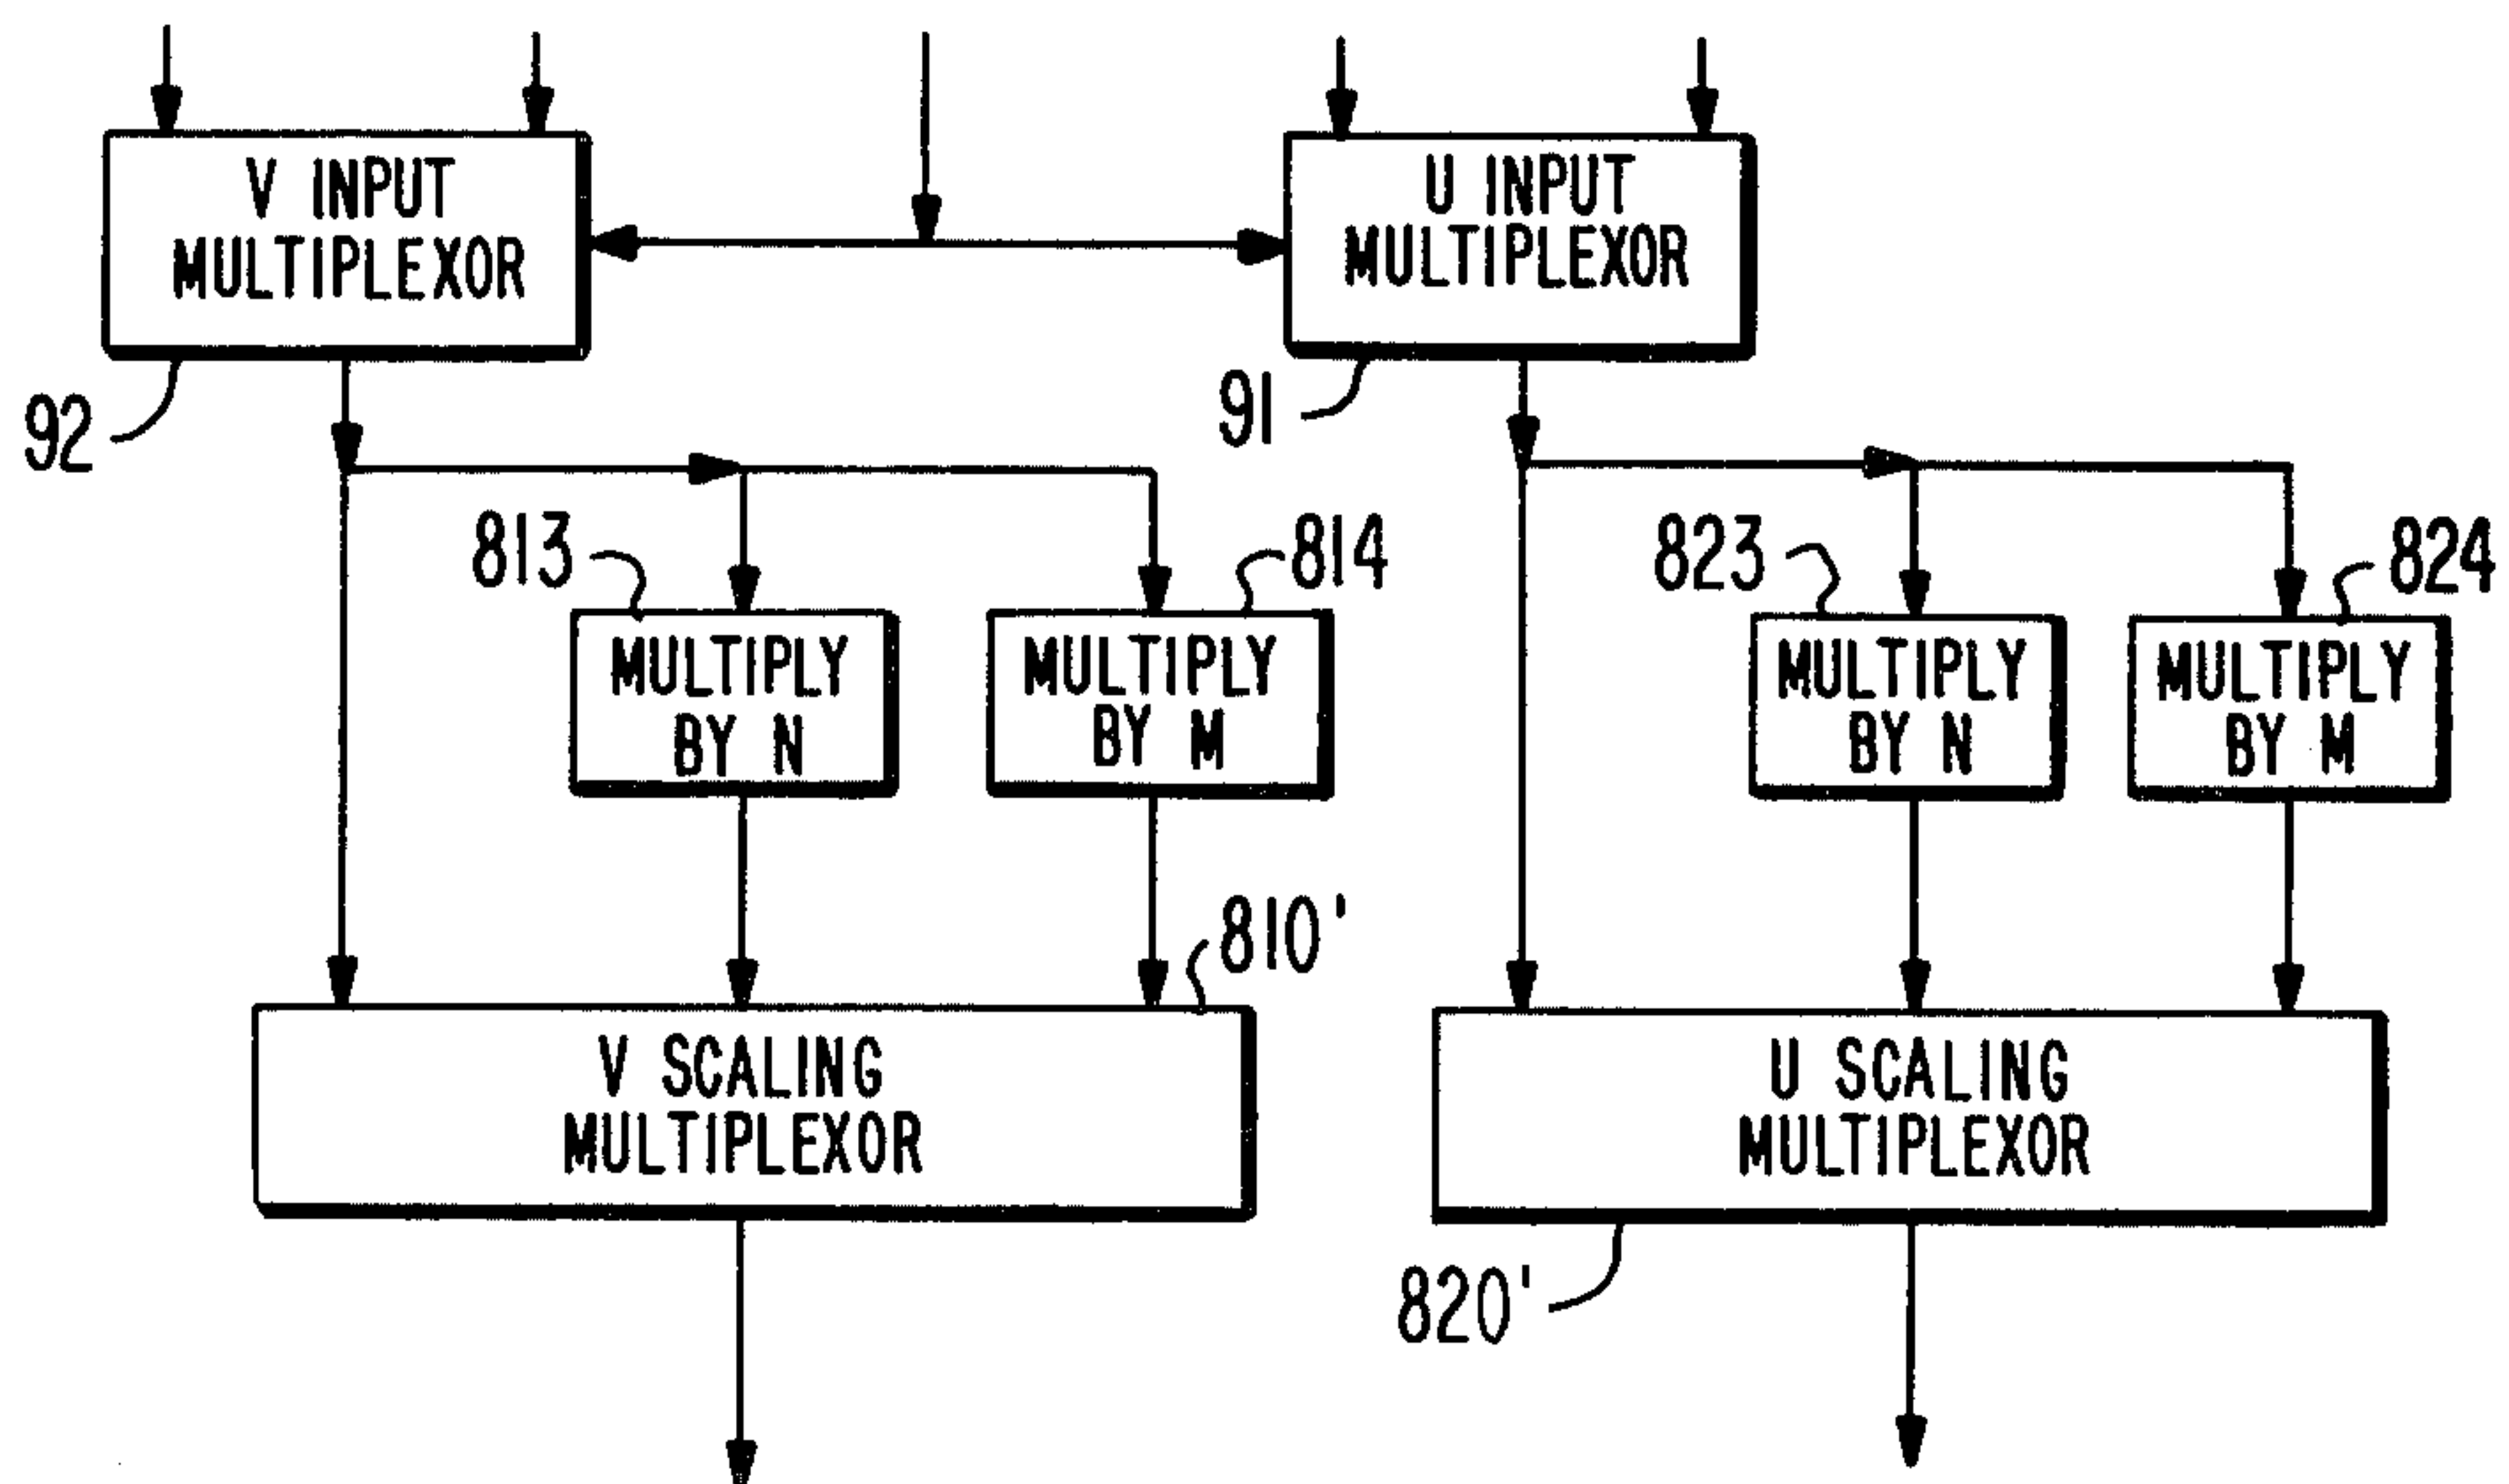 V INPUT
MULTIPLEXOR
U INPUT
MULTIPLEXOR
92
91
813
814
823
824
MULTIPLY
BY N
MULTIPLY
BY M
MULTIPLY
BY N
MULTIPLY
BY M
810'
V SCALING
MULTIPLEXOR
U SCALING
MULTIPLEXOR
820'